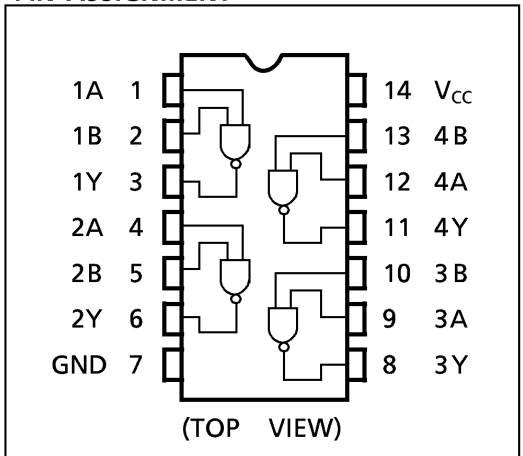 PIN ASSIGNMENT
1A 1 14 VCC
1B 2 13 4B
1Y 3 12 4A
2A 4 11 4Y
2B 5 10 3B
2Y 6 9 3A
GND 7 8 3Y
(TOP VIEW)